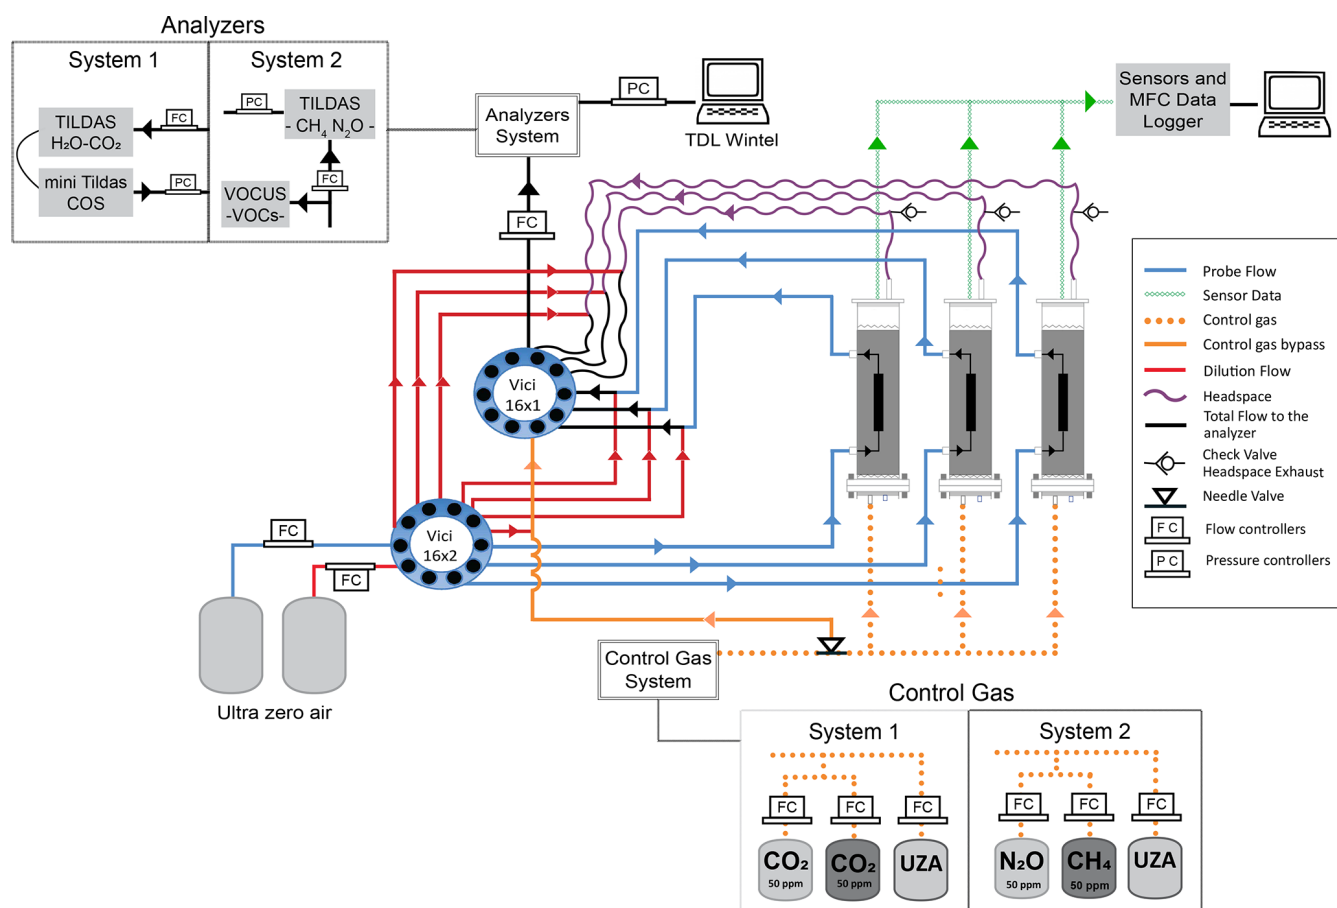 Analyzers
System 1
System 2
PC
TILDAS
- CH₄ N₂O -
TILDAS
H₂O-CO₂
FC
mini Tildas
COS
PC
FC
VOCUS
-VOCs-
Analyzers
System
PC
TDL Wintel
Sensors and
MFC Data
Logger
FC
Vici
16x1
Vici
16x2
FC
FC
Ultra zero air
Probe Flow
Sensor Data
Control gas
Control gas bypass
Dilution Flow
Headspace
Total Flow to the
analyzer
Check Valve
Headspace Exhaust
Needle Valve
F C
Flow controllers
P C
Pressure controllers
Control Gas
System
Control Gas
System 1
System 2
FC
FC
FC
FC
FC
FC
CO₂
50 ppm
CO₂
50 ppm
UZA
N₂O
50 ppm
CH₄
50 ppm
UZA